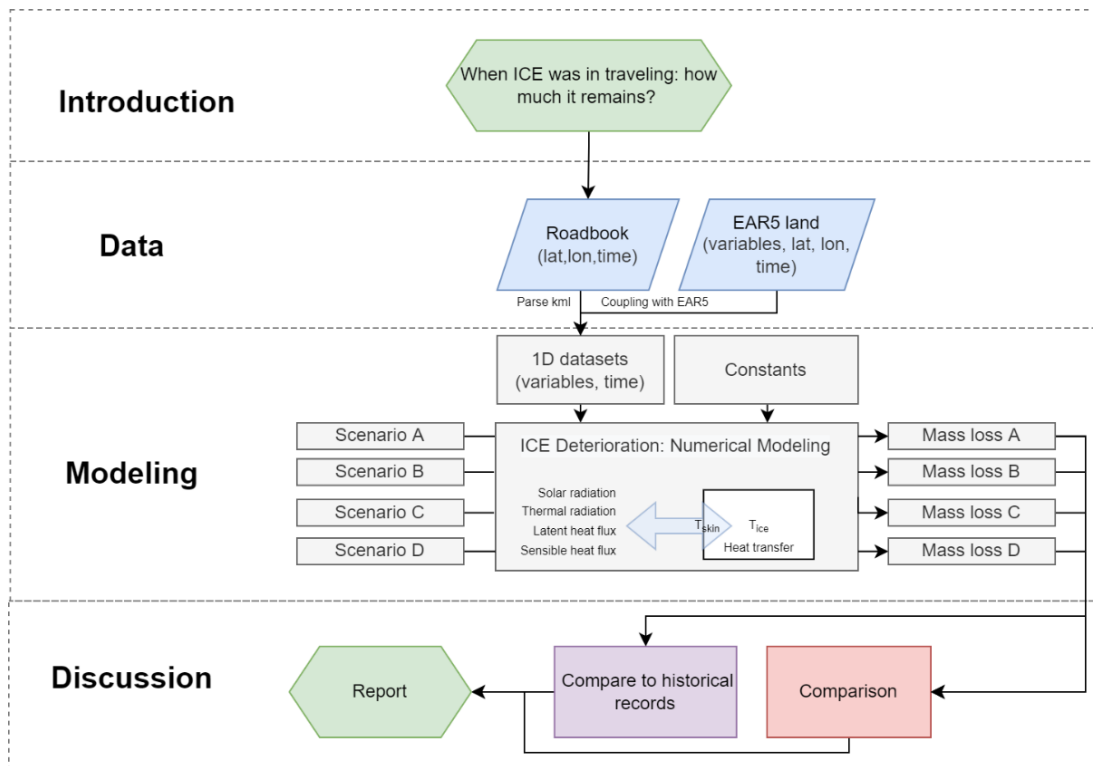 Introduction
When ICE was in traveling: how
much it remains?
Data
Roadbook
(lat,lon,time)
EAR5 land
(variables, lat, lon,
time)
Parse kml
Coupling with EAR5
Modeling
1D datasets
(variables, time)
Constants
Scenario A
Scenario B
Scenario C
Scenario D
ICE Deterioration: Numerical Modeling
Solar radiation
Thermal radiation
Latent heat flux
Sensible heat flux
Tskin
Tice
Heat transfer
Mass loss A
Mass loss B
Mass loss C
Mass loss D
Discussion
Report
Compare to historical
records
Comparison